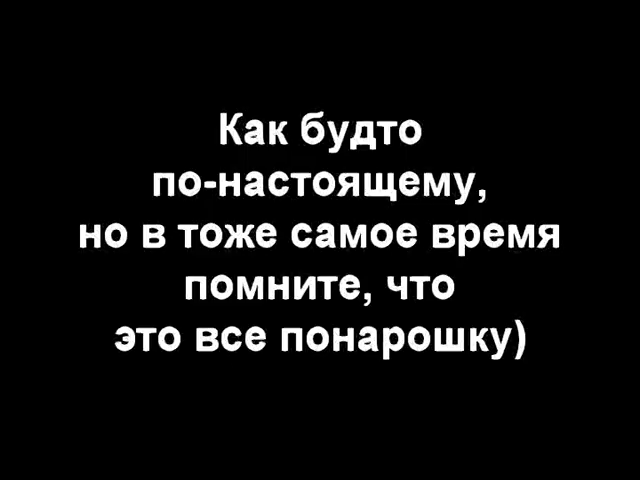 Как будто
по-настоящему,
но в тоже самое время
помните, что
это все понарошку)